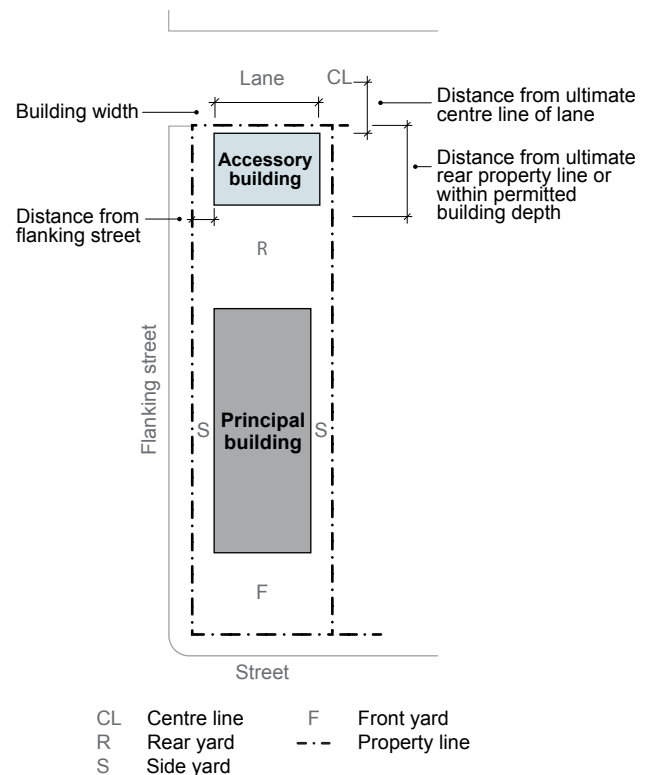 Lane
CL
Building width
Distance from ultimate
centre line of lane
Accessory
building
Distance from ultimate
rear property line or
within permitted
building depth
Distance from
flanking street
R
Flanking street
S
Principal
building
S
F
Street
CL Centre line
R Rear yard
S Side yard
F Front yard
Property line